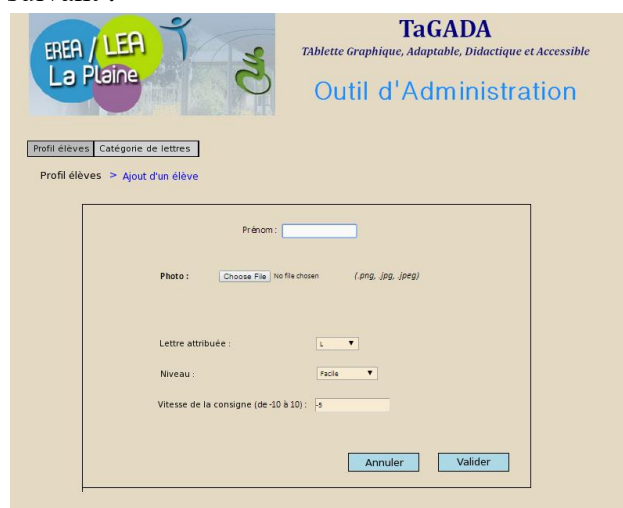 TaGADA
TAblette Graphique, Adaptable, Didactique et Accessible
EREA / LEA
La Plaine
Outil d'Administration
Profil élèves Catégorie de lettres
Profil élèves > Ajout d'un élève
Prénom :
Photo : Choose File No file chosen (.png, .jpg, .jpeg)
Lettre attribuée : L
Niveau : Facile
Vitesse de la consigne (de -10 à 10) : -5
Annuler Valider